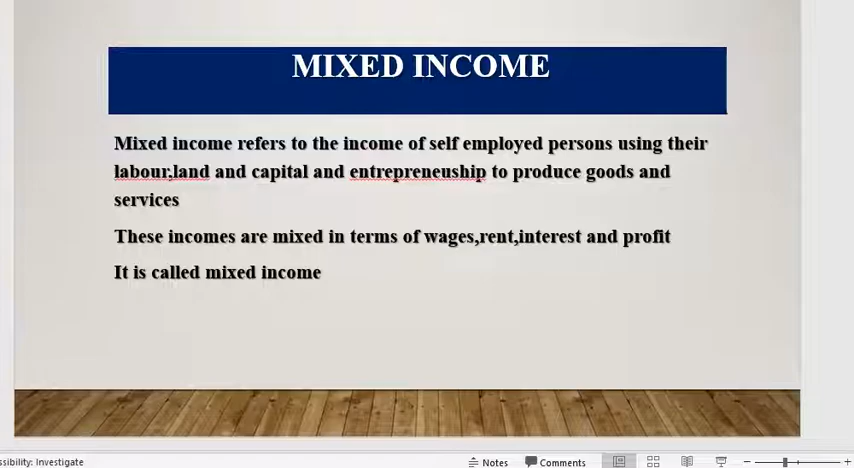 MIXED INCOME
Mixed income refers to the income of self employed persons using their
labour,land and capital and entrepreneuship to produce goods and
services
These incomes are mixed in terms of wages,rent,interest and profit
It is called mixed income
ssibility: Investigate
Notes
Comments